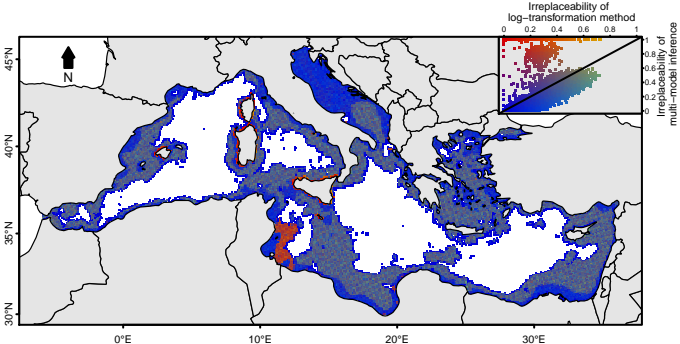 Irreplaceability of
log−transformation method
0 0.2 0.4 0.6 0.8 1
0 0.2 0.4 0.6 0.8 1
Irreplaceability of
multi−model inference
N
45°N
40°N
35°N
30°N
0°E 10°E 20°E 30°E